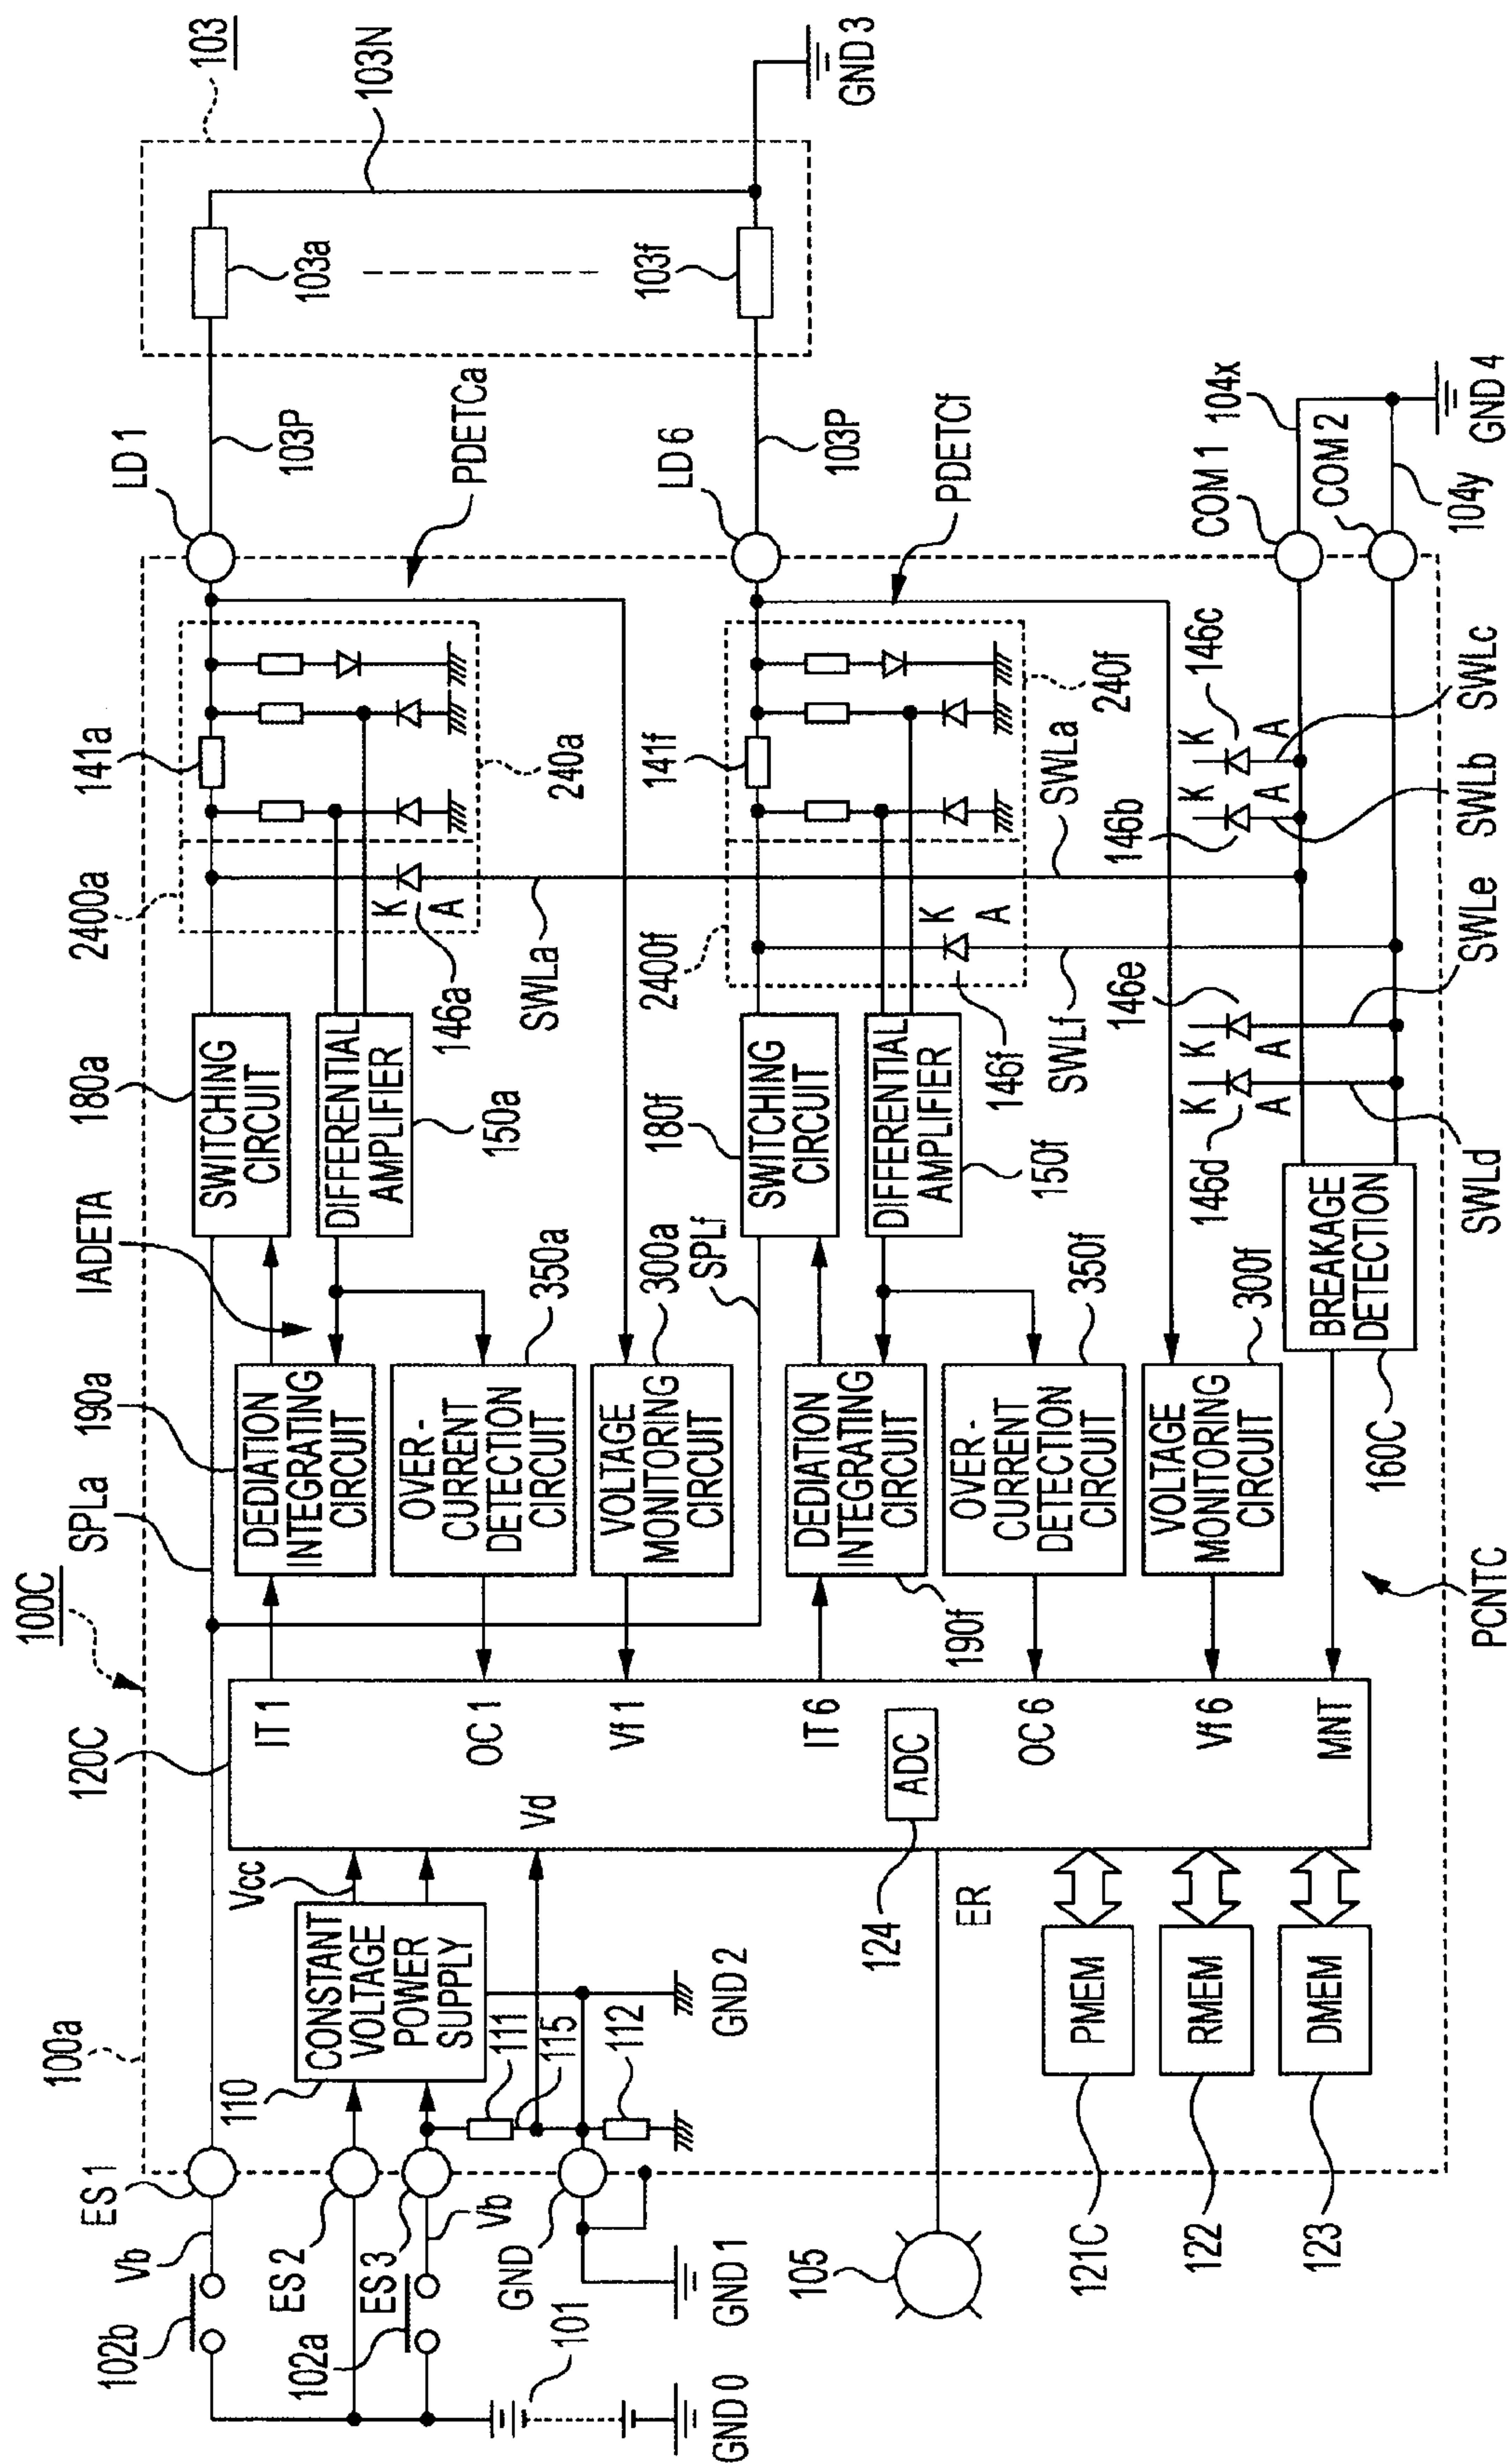 100C
100a
102b
Vb
ES 1
SPLa
120C
190a
IADETA
180a
2400a
141a
LD 1
103
103P
103N
103a
103f
GND 3
ES 2
ES 3
102a
Vb
GND
101
GND 0
GND 1
110
CONSTANT
VOLTAGE
POWER
SUPPLY
Vcc
111
115
112
GND 2
Vd
IT 1
OC 1
Vf 1
IT 6
OC 6
Vf 6
MNT
ADC
124
ER
105
PMEM
RMEM
DMEM
121C
122
123
DEDIATION
INTEGRATING
CIRCUIT
OVER-
CURRENT
DETECTION
CIRCUIT
350a
VOLTAGE
MONITORING
CIRCUIT
300a
SWITCHING
CIRCUIT
DIFFERENTIAL
AMPLIFIER
150a
K
A
146a
SWLa
240a
PDETCa
SPLf
180f
SWITCHING
CIRCUIT
DIFFERENTIAL
AMPLIFIER
150f
DEDIATION
INTEGRATING
CIRCUIT
190f
OVER-
CURRENT
DETECTION
CIRCUIT
350f
VOLTAGE
MONITORING
CIRCUIT
300f
2400f
141f
K
A
146f
SWLf
240f
SWLa
LD 6
103P
PDETCf
BREAKAGE
DETECTION
160C
PCNTC
146d
K
A
146e
K
A
SWLd
SWLe
146b
K
A
146c
K
A
SWLb
SWLc
COM 1
COM 2
104x
104y
GND 4